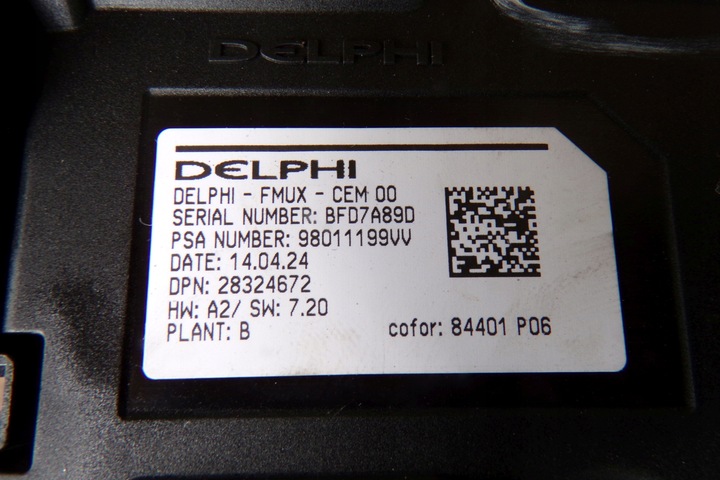 DELPHI
DELPHI
DELPHI - FMUX - CEM 00
SERIAL NUMBER: BFD7A89D
PSA NUMBER: 98011199VV
DATE: 14.04.24
DPN: 28324672
HW: A2/ SW: 7.20
PLANT: B cofor: 84401 P06